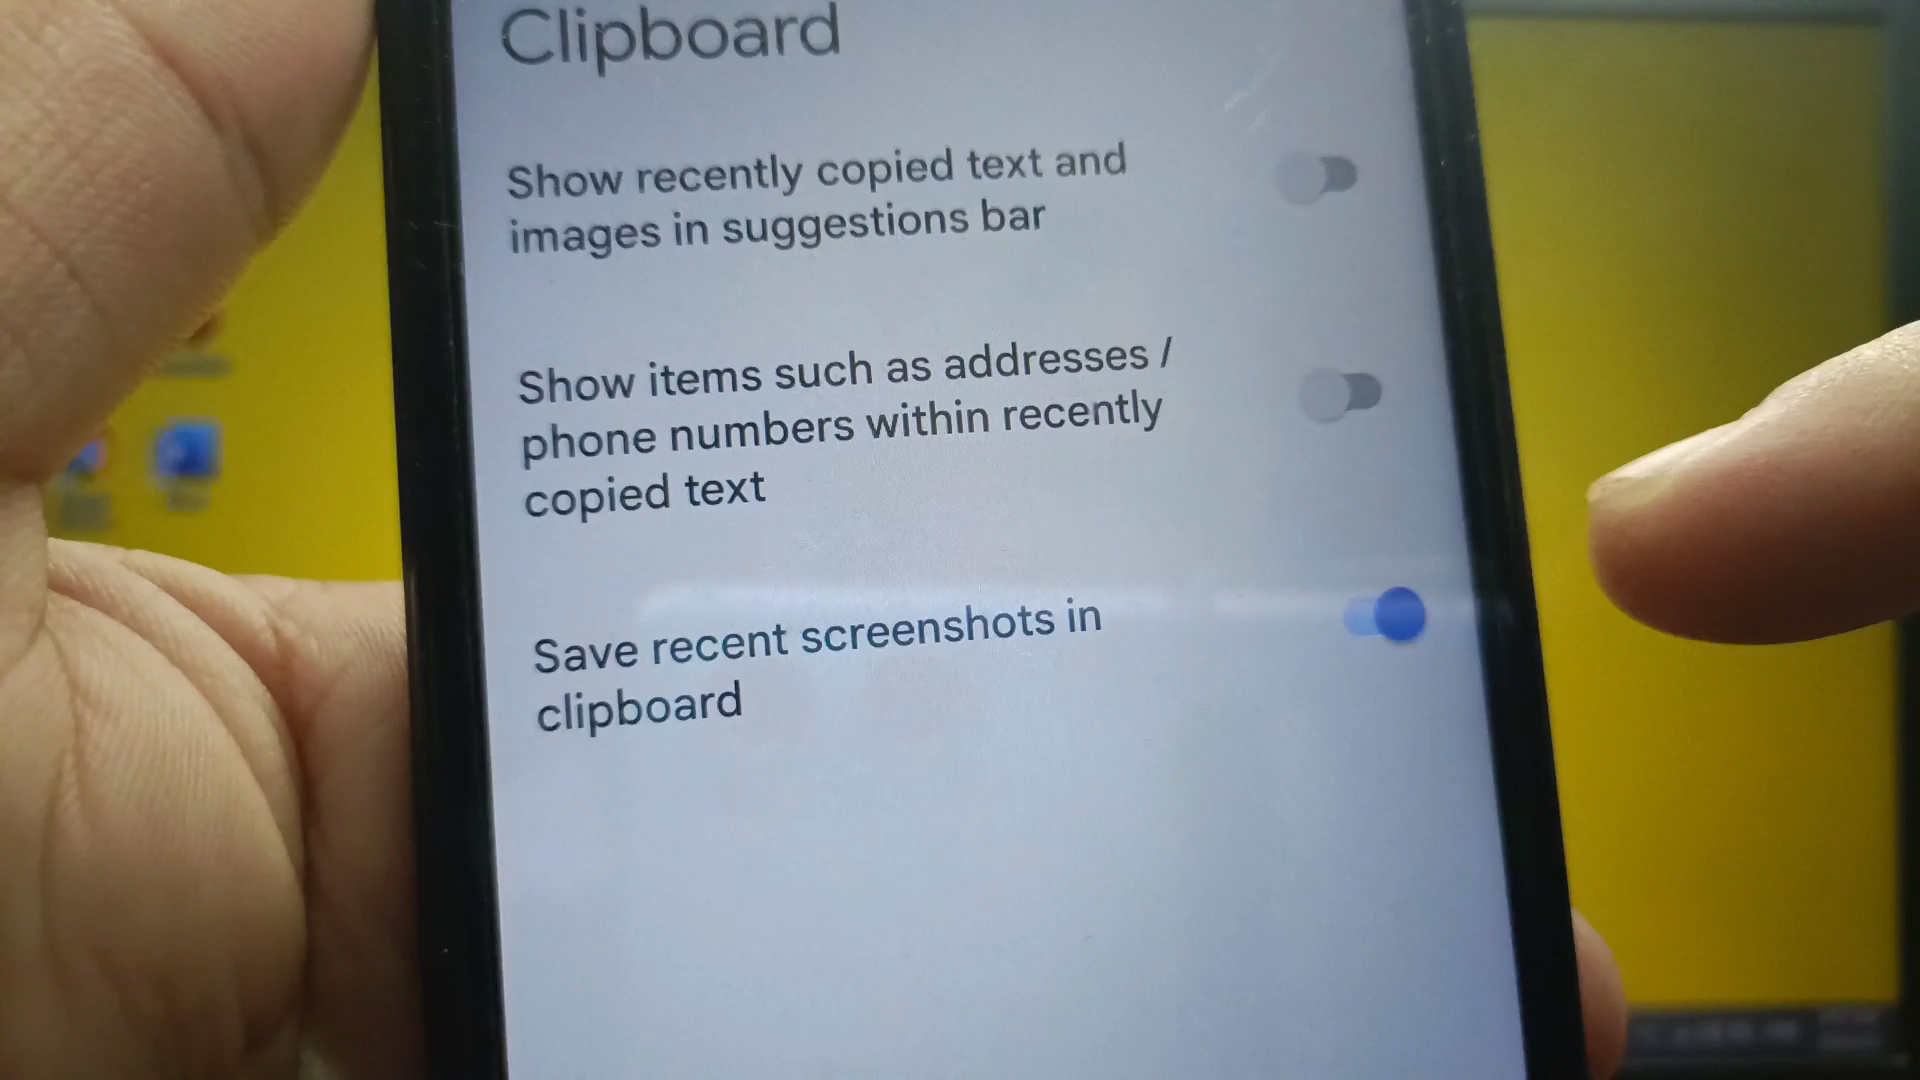 Clipboard
Show recently copied text and
images in suggestions bar
Show items such as addresses /
phone numbers within recently
copied text
Save recent screenshots in
clipboard